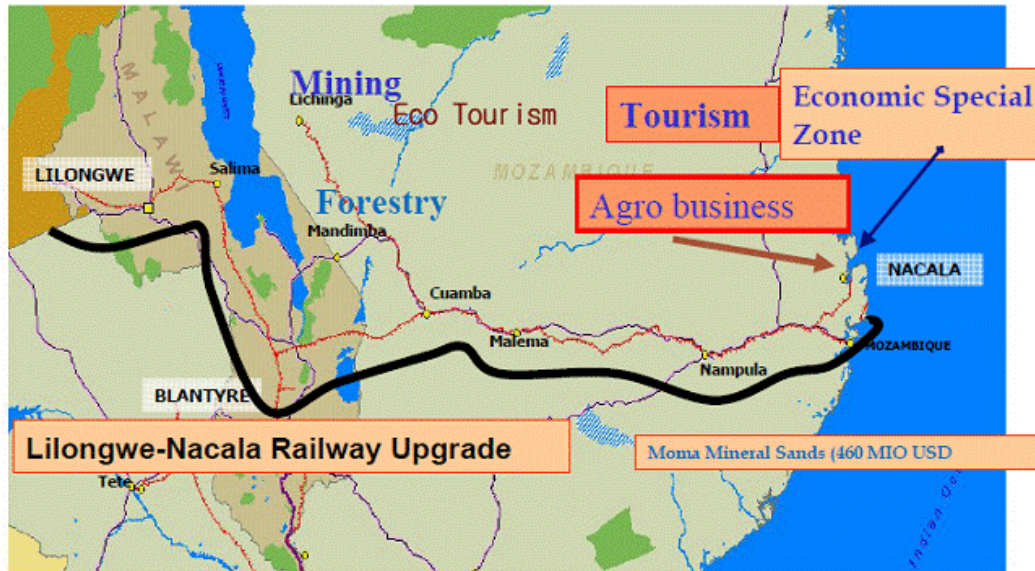 MALAWI
Mining
Lichinga
Eco Tourism
Tourism
Economic Special
Zone
MOZAMBIQUE
Salima
LILONGWE
Forestry
Agro business
Mandimba
NACALA
Cuamba
Malema
MOZAMBIQUE
Nampula
BLANTYRE
Lilongwe-Nacala Railway Upgrade
Moma Mineral Sands (460 MIO USD
Tete
Indian Oc